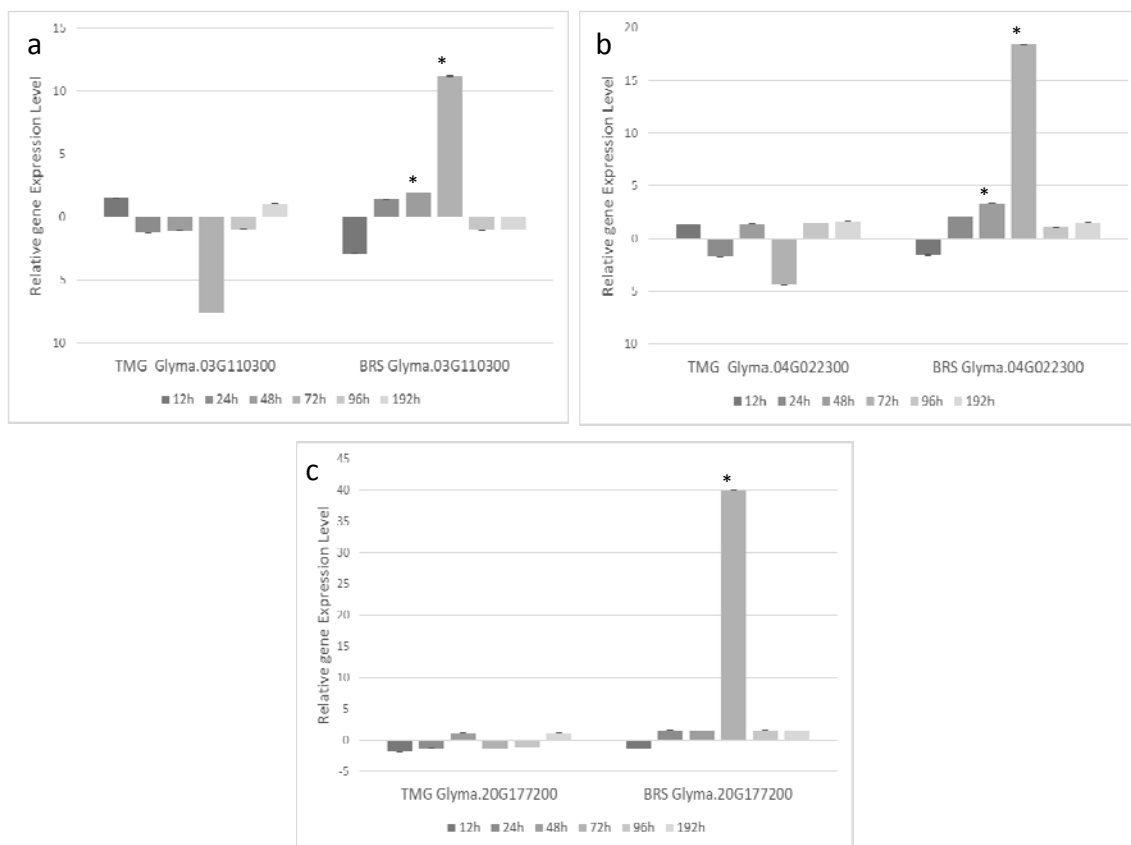 a
Relative gene Expression Level
15
*
10
5
*
0
5
10
TMG Glyma.03G110300 BRS Glyma.03G110300
■ 12h ■ 24h ■ 48h ■ 72h ■ 96h ■ 192h
b
Relative gene Expression Level
20
*
15
10
5
*
0
5
10
TMG Glyma.04G022300 BRS Glyma.04G022300
■ 12h ■ 24h ■ 48h ■ 72h ■ 96h ■ 192h
c
Relative gene Expression Level
45
*
40
35
30
25
20
15
10
5
0
-5
TMG Glyma.20G177200 BRS Glyma.20G177200
■ 12h ■ 24h ■ 48h ■ 72h ■ 96h ■ 192h